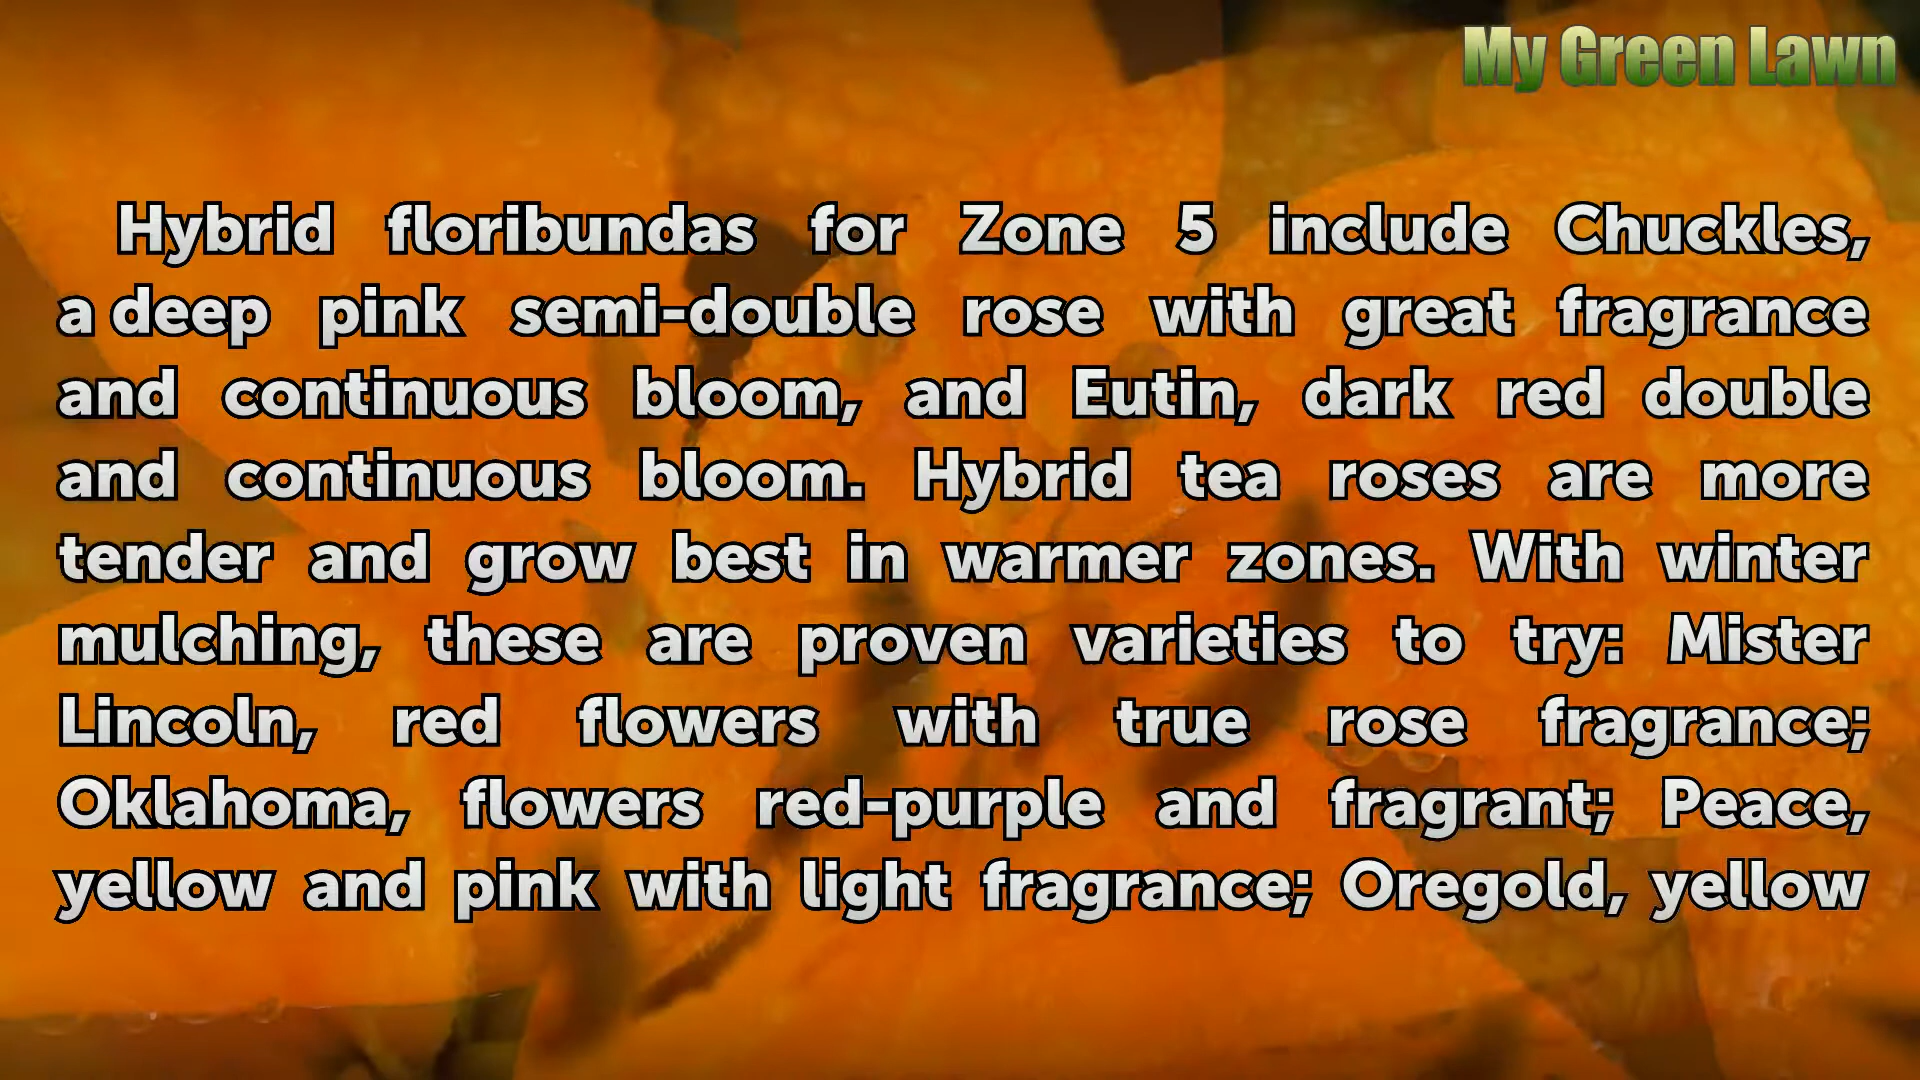 My Green Lawn
Hybrid floribundas for Zone 5 include Chuckles,
a deep pink semi-double rose with great fragrance
and continuous bloom, and Eutin, dark red double
and continuous bloom. Hybrid tea roses are more
tender and grow best in warmer zones. With winter
mulching, these are proven varieties to try: Mister
Lincoln, red flowers with true rose fragrance;
Oklahoma, flowers red-purple and fragrant; Peace,
yellow and pink with light fragrance; Oregold, yellow